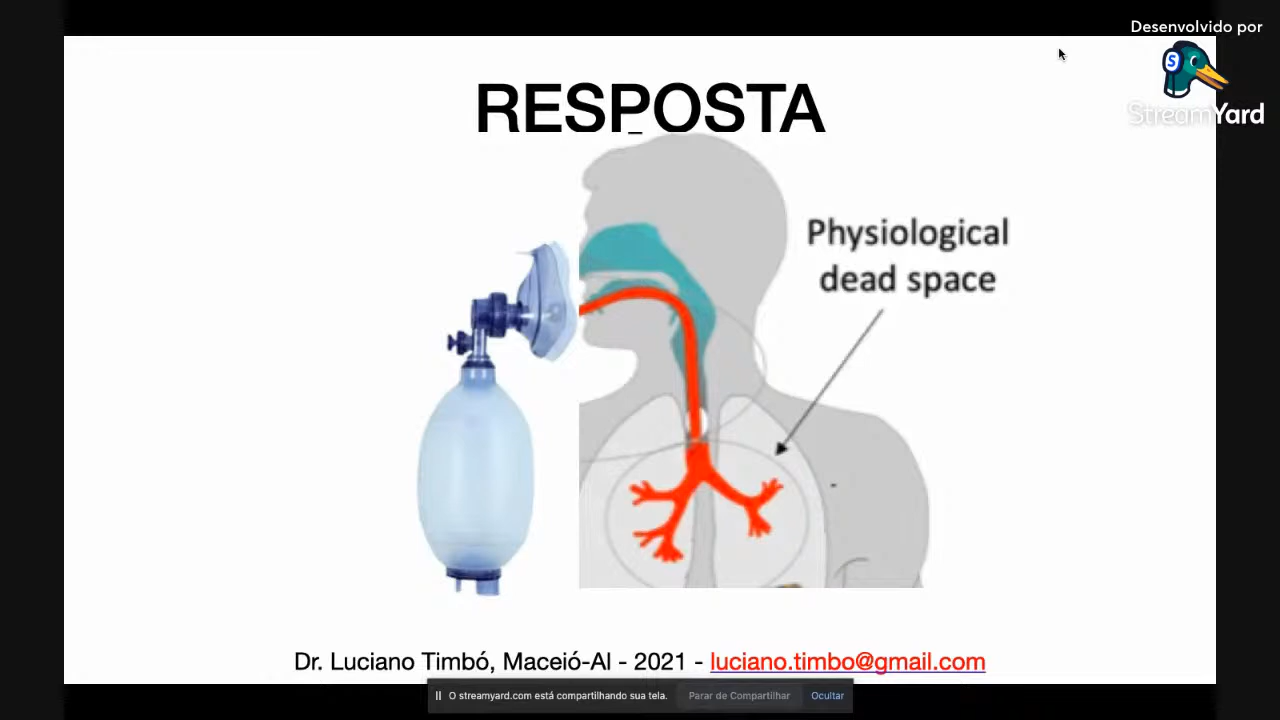 Desenvolvido por
StreamYard
RESPOSTA
Physiological
dead space
Dr. Luciano Timbó, Maceió-Al - 2021 - luciano.timbo@gmail.com
O streamyard.com está compartilhando sua tela. Parar de Compartilhar Ocultar